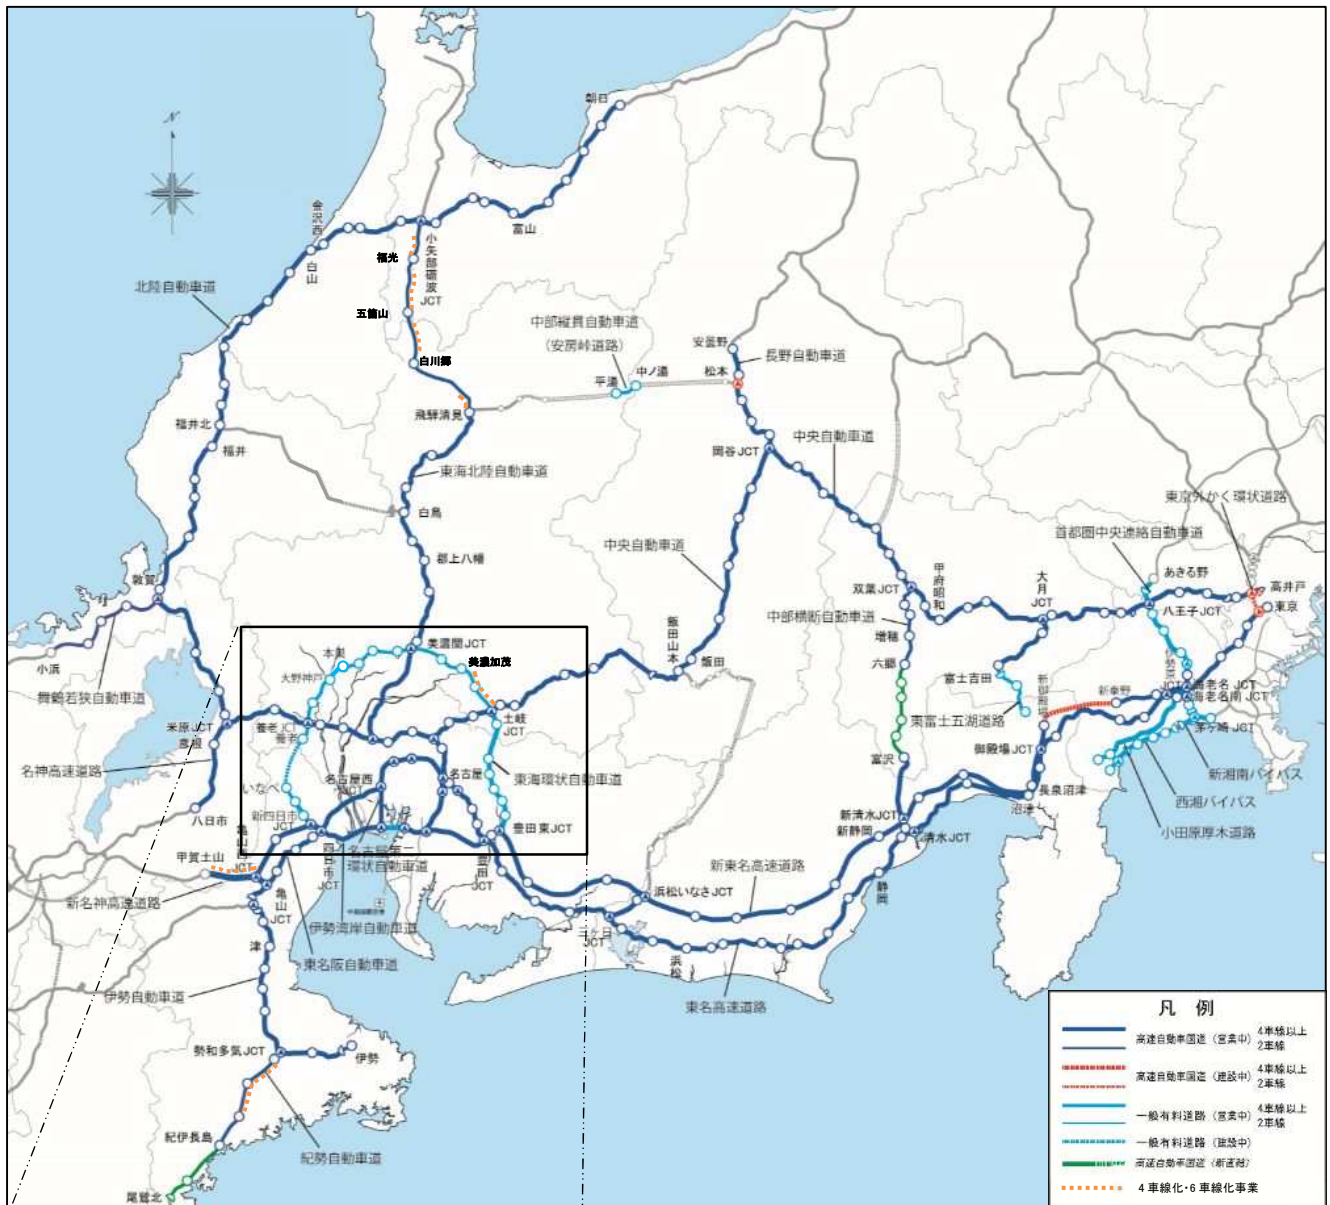 N
朝日
金沢西
白山
富山
小矢部礪波JCT
福光
北陸自動車道
五箇山
中部縦貫自動車道
(安房峠道路)
白川郷
平湯
中ノ湯
松本
安曇野
長野自動車道
飛騨清見
福井北
福井
岡谷JCT
中央自動車道
東海北陸自動車道
白鳥
東京外かく環状道路
首都圏中央連絡自動車道
中央自動車道
郡上八幡
敦賀
双葉JCT
甲府昭和
大月JCT
あきる野
高井戸
東京
八王子JCT
中部横断自動車道
増穂
六郷
飯田山本
飯田
小浜
舞鶴若狭自動車道
美濃関JCT
本巣
大野神戸
美濃加茂
富士吉田
新御殿場
新秦野
伊勢原JCT
海老名JCT
海老名南JCT
茅ヶ崎JCT
東富士五湖道路
米原JCT
彦根
名神高速道路
養老JCT
養老
土岐JCT
東海環状自動車道
富沢
御殿場JCT
新湘南バイパス
いなべ
名古屋西JCT
名古屋
長泉沼津
沼津
西湘バイパス
小田原厚木道路
八日市
新四日市JCT
豊田東JCT
新清水JCT
新静岡
清水JCT
甲賀土山
亀山西JCT
四日市JCT
名古屋第二環状自動車道
豊田JCT
新東名高速道路
静岡
新名神高速道路
亀山JCT
浜松いなさJCT
伊勢湾岸自動車道
三ヶ日JCT
津
東名阪自動車道
浜松
伊勢自動車道
東名高速道路
勢和多気JCT
伊勢
紀伊長島
紀勢自動車道
尾鷲北
凡 例
高速自動車国道 (営業中) 4車線以上
2車線
高速自動車国道 (建設中) 4車線以上
2車線
一般有料道路 (営業中) 4車線以上
2車線
一般有料道路 (建設中)
高速自動車国道 (新直轄)
4車線化・6車線化事業